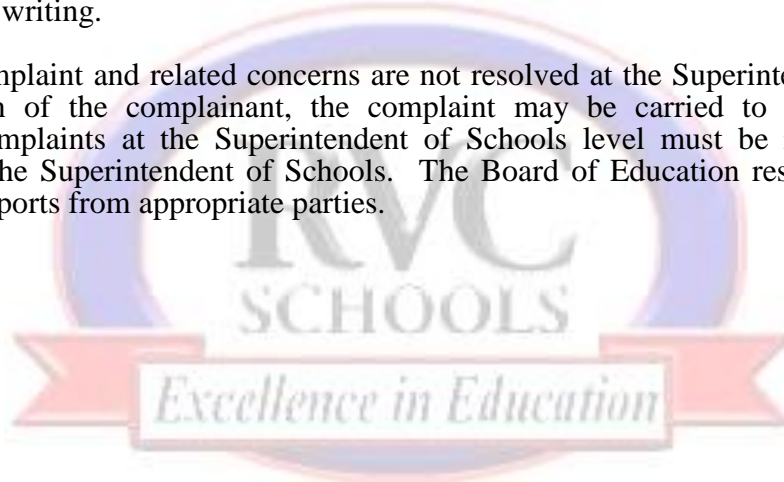 writing.
plaint and related concerns are not resolved at the Superinte
of the complainant, the complaint may be carried to
mplaints at the Superintendent of Schools level must be
he Superintendent of Schools. The Board of Education res
ports from appropriate parties.
RVC
SCHOOLS
Excellence in Education